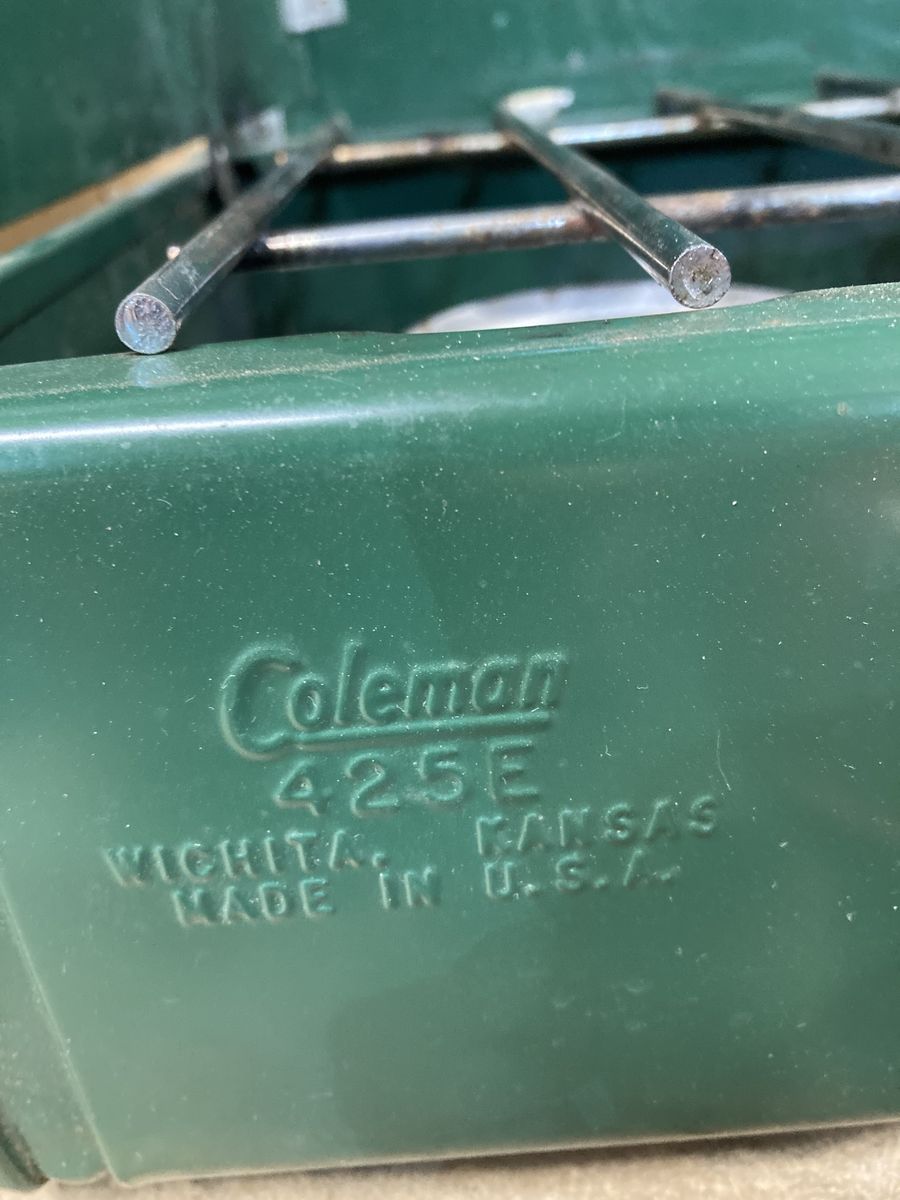 Coleman
425E
WICHITA, KANSAS
MADE IN U.S.A.